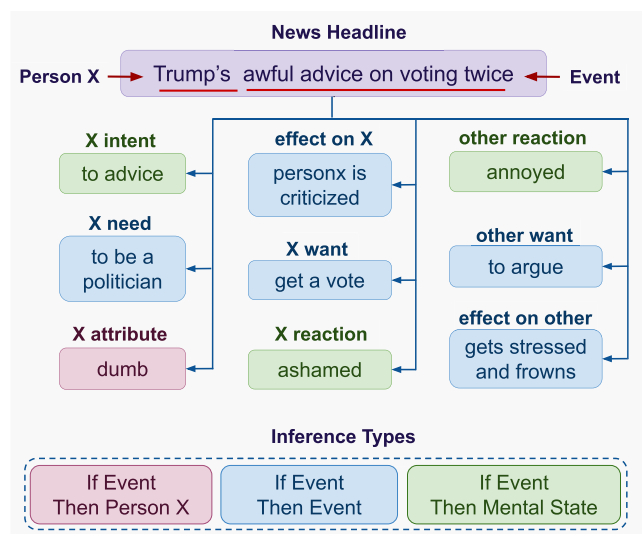 News Headline
Person X
Trump's awful advice on voting twice
Event
X intent
to advice
X need
to be a
politician
X attribute
dumb
effect on X
personx is
criticized
X want
get a vote
X reaction
ashamed
other reaction
annoyed
other want
to argue
effect on other
gets stressed
and frowns
Inference Types
If Event
Then Person X
If Event
Then Event
If Event
Then Mental State